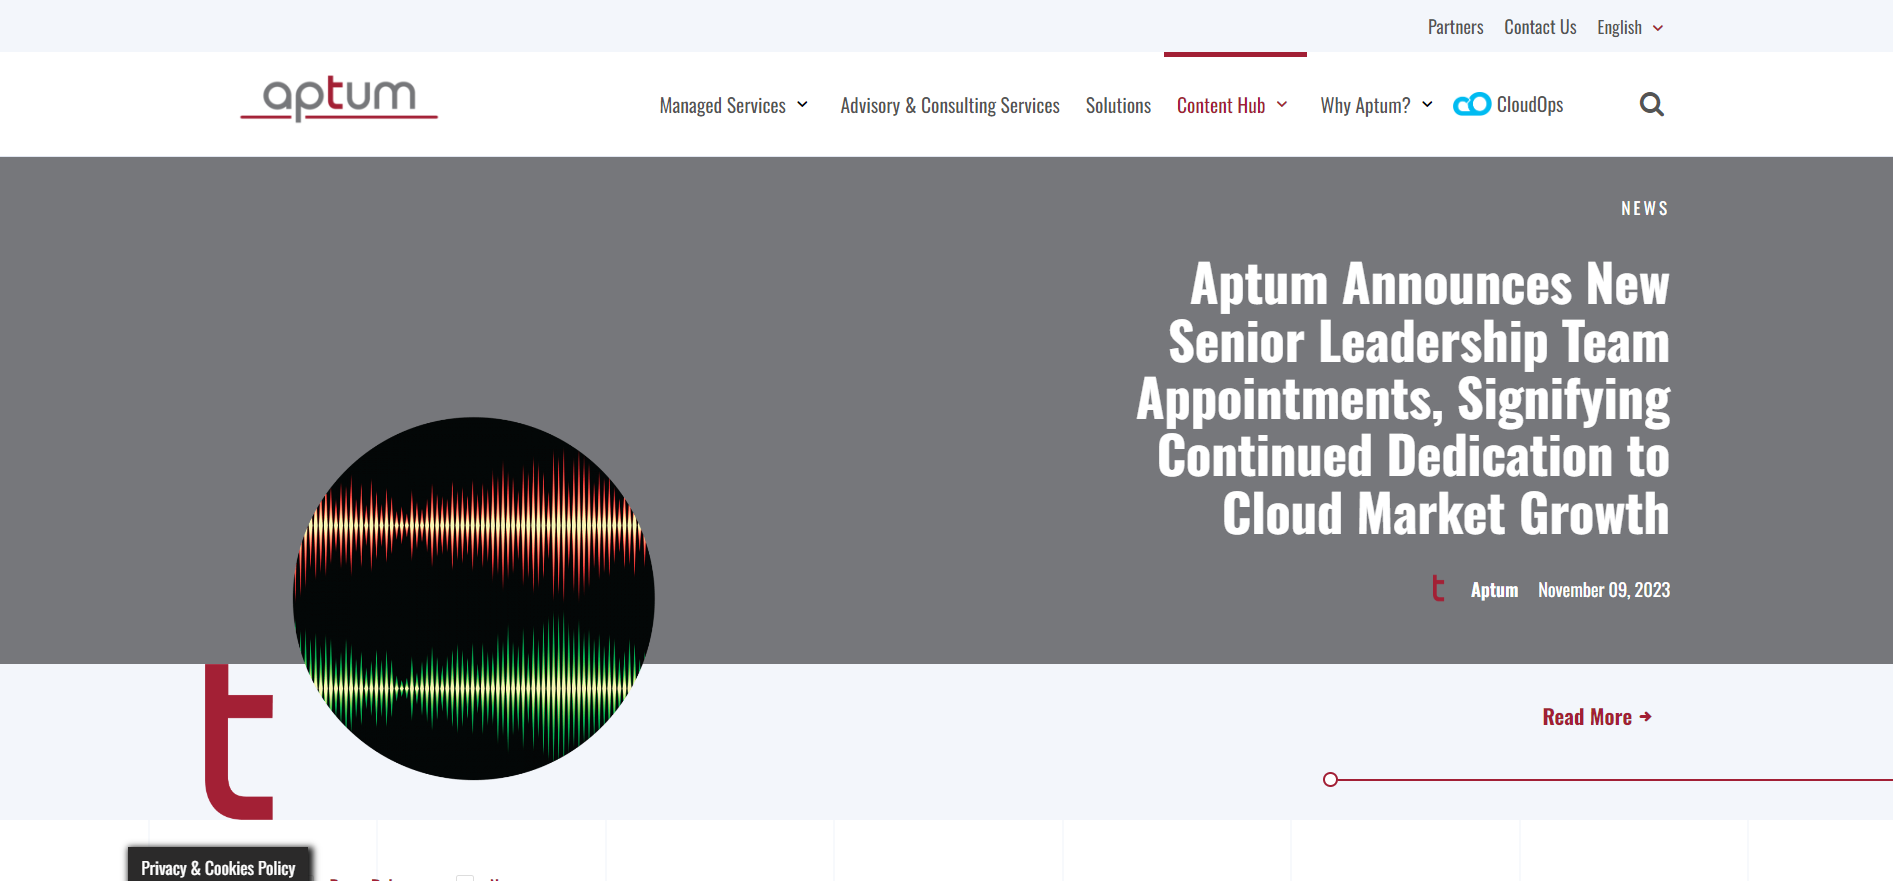 Partners Contact Us English
aptum
Managed Services Advisory & Consulting Services Solutions Content Hub Why Aptum? CloudOps
NEWS
Aptum Announces New
Senior Leadership Team
Appointments, Signifying
Continued Dedication to
Cloud Market Growth
t Aptum November 09, 2023
t
Read More
Privacy & Cookies Policy